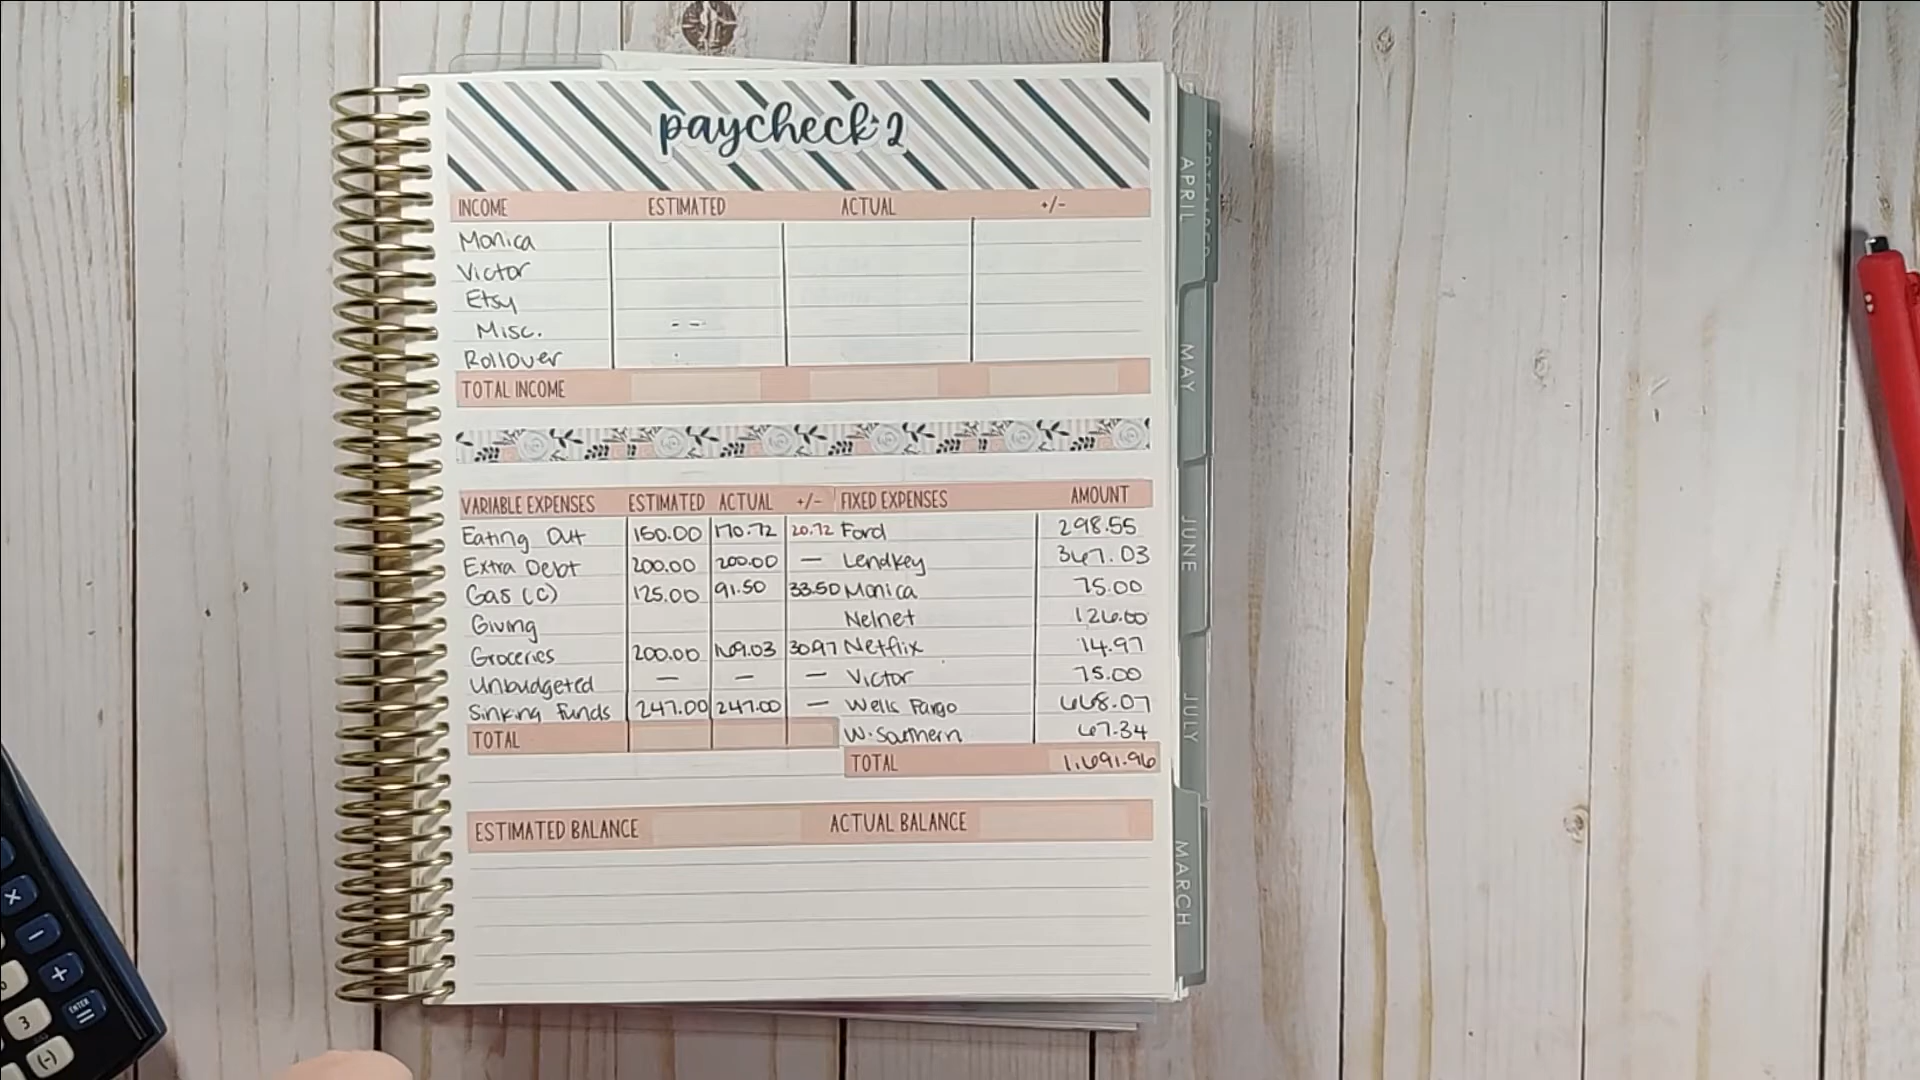 paycheck 2
INCOME ESTIMATED ACTUAL +/-
Monica
Victor
Etsy
Misc. --
Rollover
TOTAL INCOME
VARIABLE EXPENSES ESTIMATED ACTUAL +/- FIXED EXPENSES AMOUNT
Eating Out 150.00 170.72 20.72 Ford 298.55
Extra Debt 200.00 200.00 — Lendkey 367.03
Gas (C) 125.00 91.50 33.50 Monica 75.00
Giving Nelnet 126.00
Groceries 200.00 169.03 30.97 Netflix 14.97
Unbudgeted — — — Victor 75.00
Sinking Funds 247.00 247.00 — Wells Fargo 668.07
TOTAL W. Southern 67.34
TOTAL 1,691.96
ESTIMATED BALANCE ACTUAL BALANCE
SEPTEMBER
APRIL
MAY
JUNE
JULY
MARCH
×
−
+
ENTER
=
3
(-)